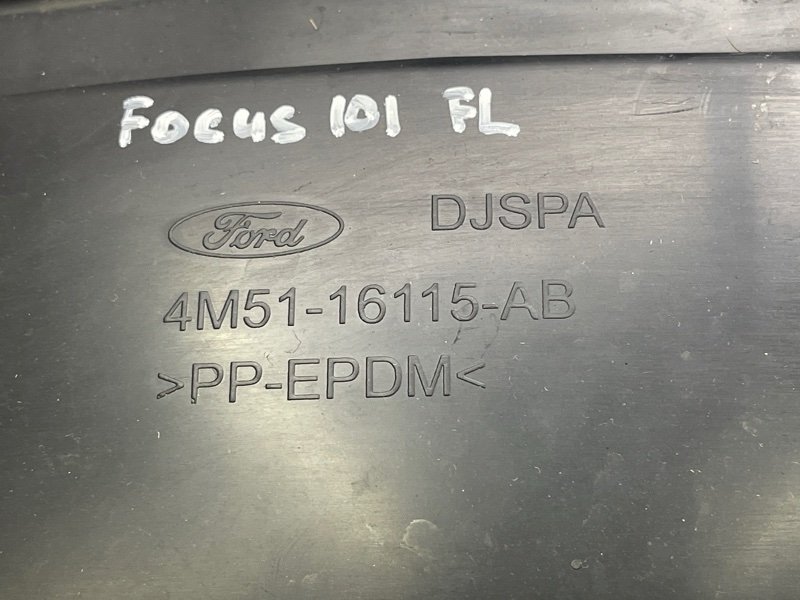 Focus 101 FL
Ford DJSPA
4M51-16115-AB
>PP-EPDM<